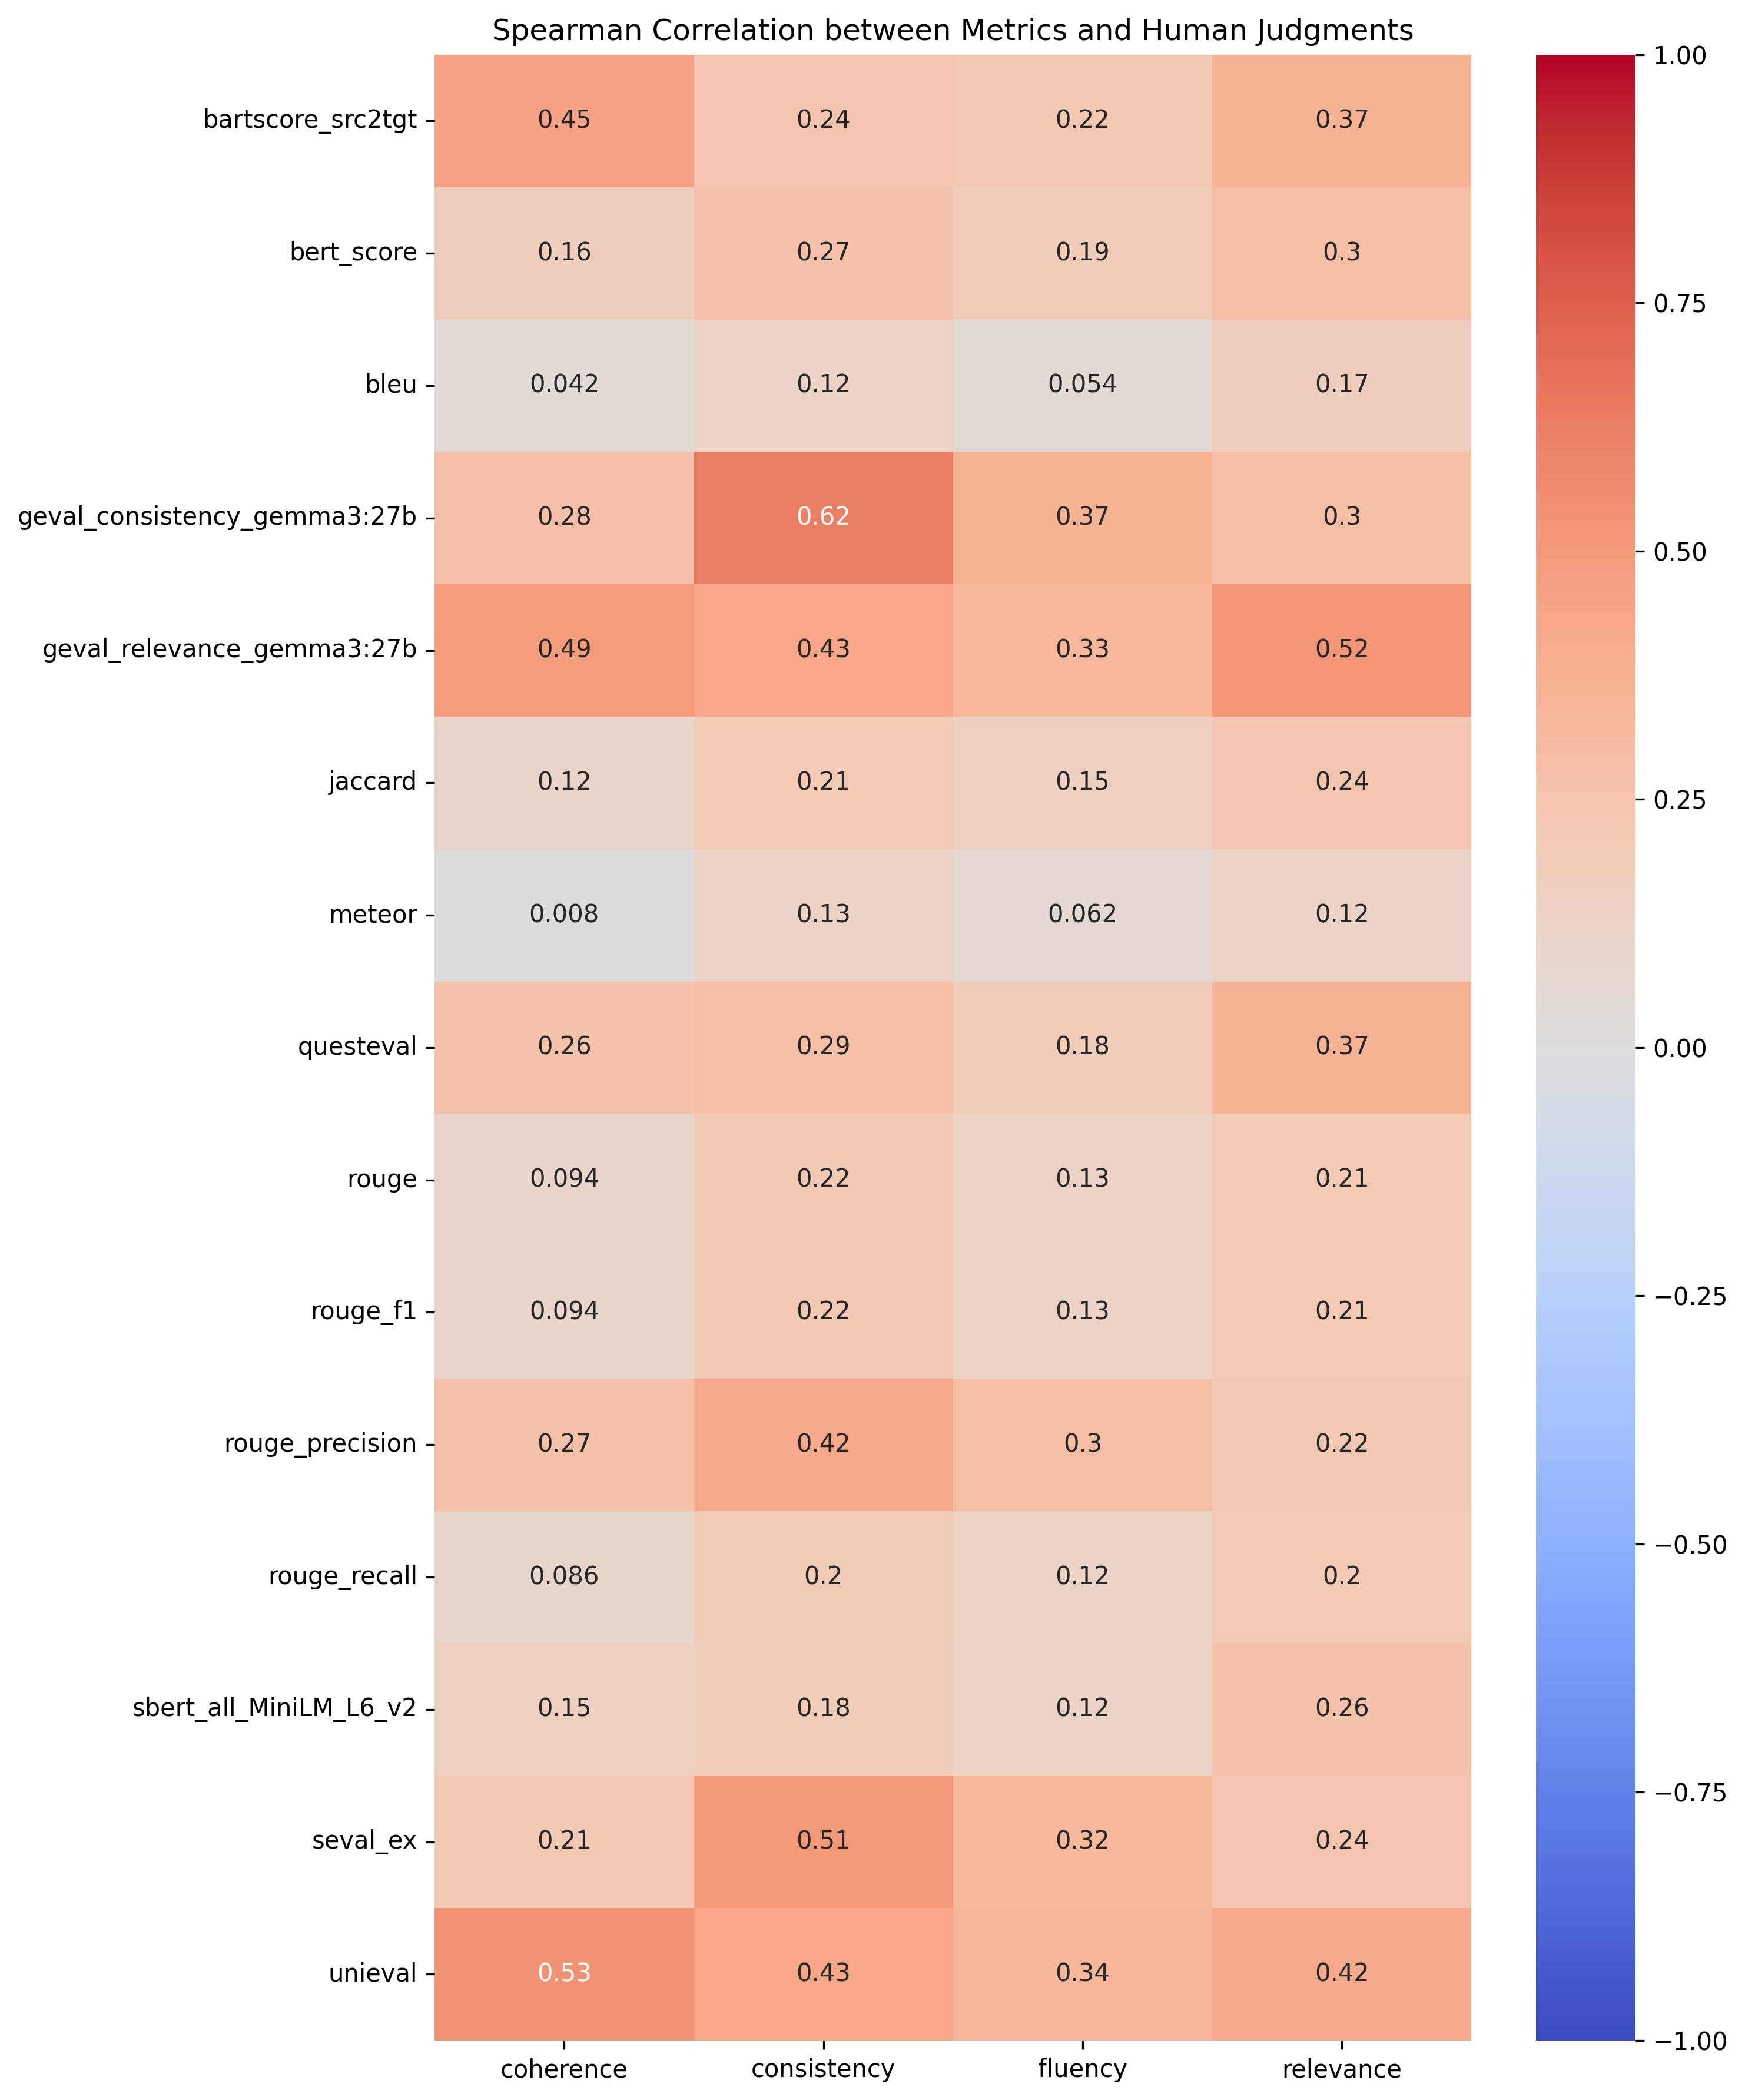 Spearman Correlation between Metrics and Human Judgments
bartscore_src2tgt 0.45 0.24 0.22 0.37
bert_score 0.16 0.27 0.19 0.3
bleu 0.042 0.12 0.054 0.17
geval_consistency_gemma3:27b 0.28 0.62 0.37 0.3
geval_relevance_gemma3:27b 0.49 0.43 0.33 0.52
jaccard 0.12 0.21 0.15 0.24
meteor 0.008 0.13 0.062 0.12
questeval 0.26 0.29 0.18 0.37
rouge 0.094 0.22 0.13 0.21
rouge_f1 0.094 0.22 0.13 0.21
rouge_precision 0.27 0.42 0.3 0.22
rouge_recall 0.086 0.2 0.12 0.2
sbert_all_MiniLM_L6_v2 0.15 0.18 0.12 0.26
seval_ex 0.21 0.51 0.32 0.24
unieval 0.53 0.43 0.34 0.42
coherence consistency fluency relevance
1.00
0.75
0.50
0.25
0.00
−0.25
−0.50
−0.75
−1.00